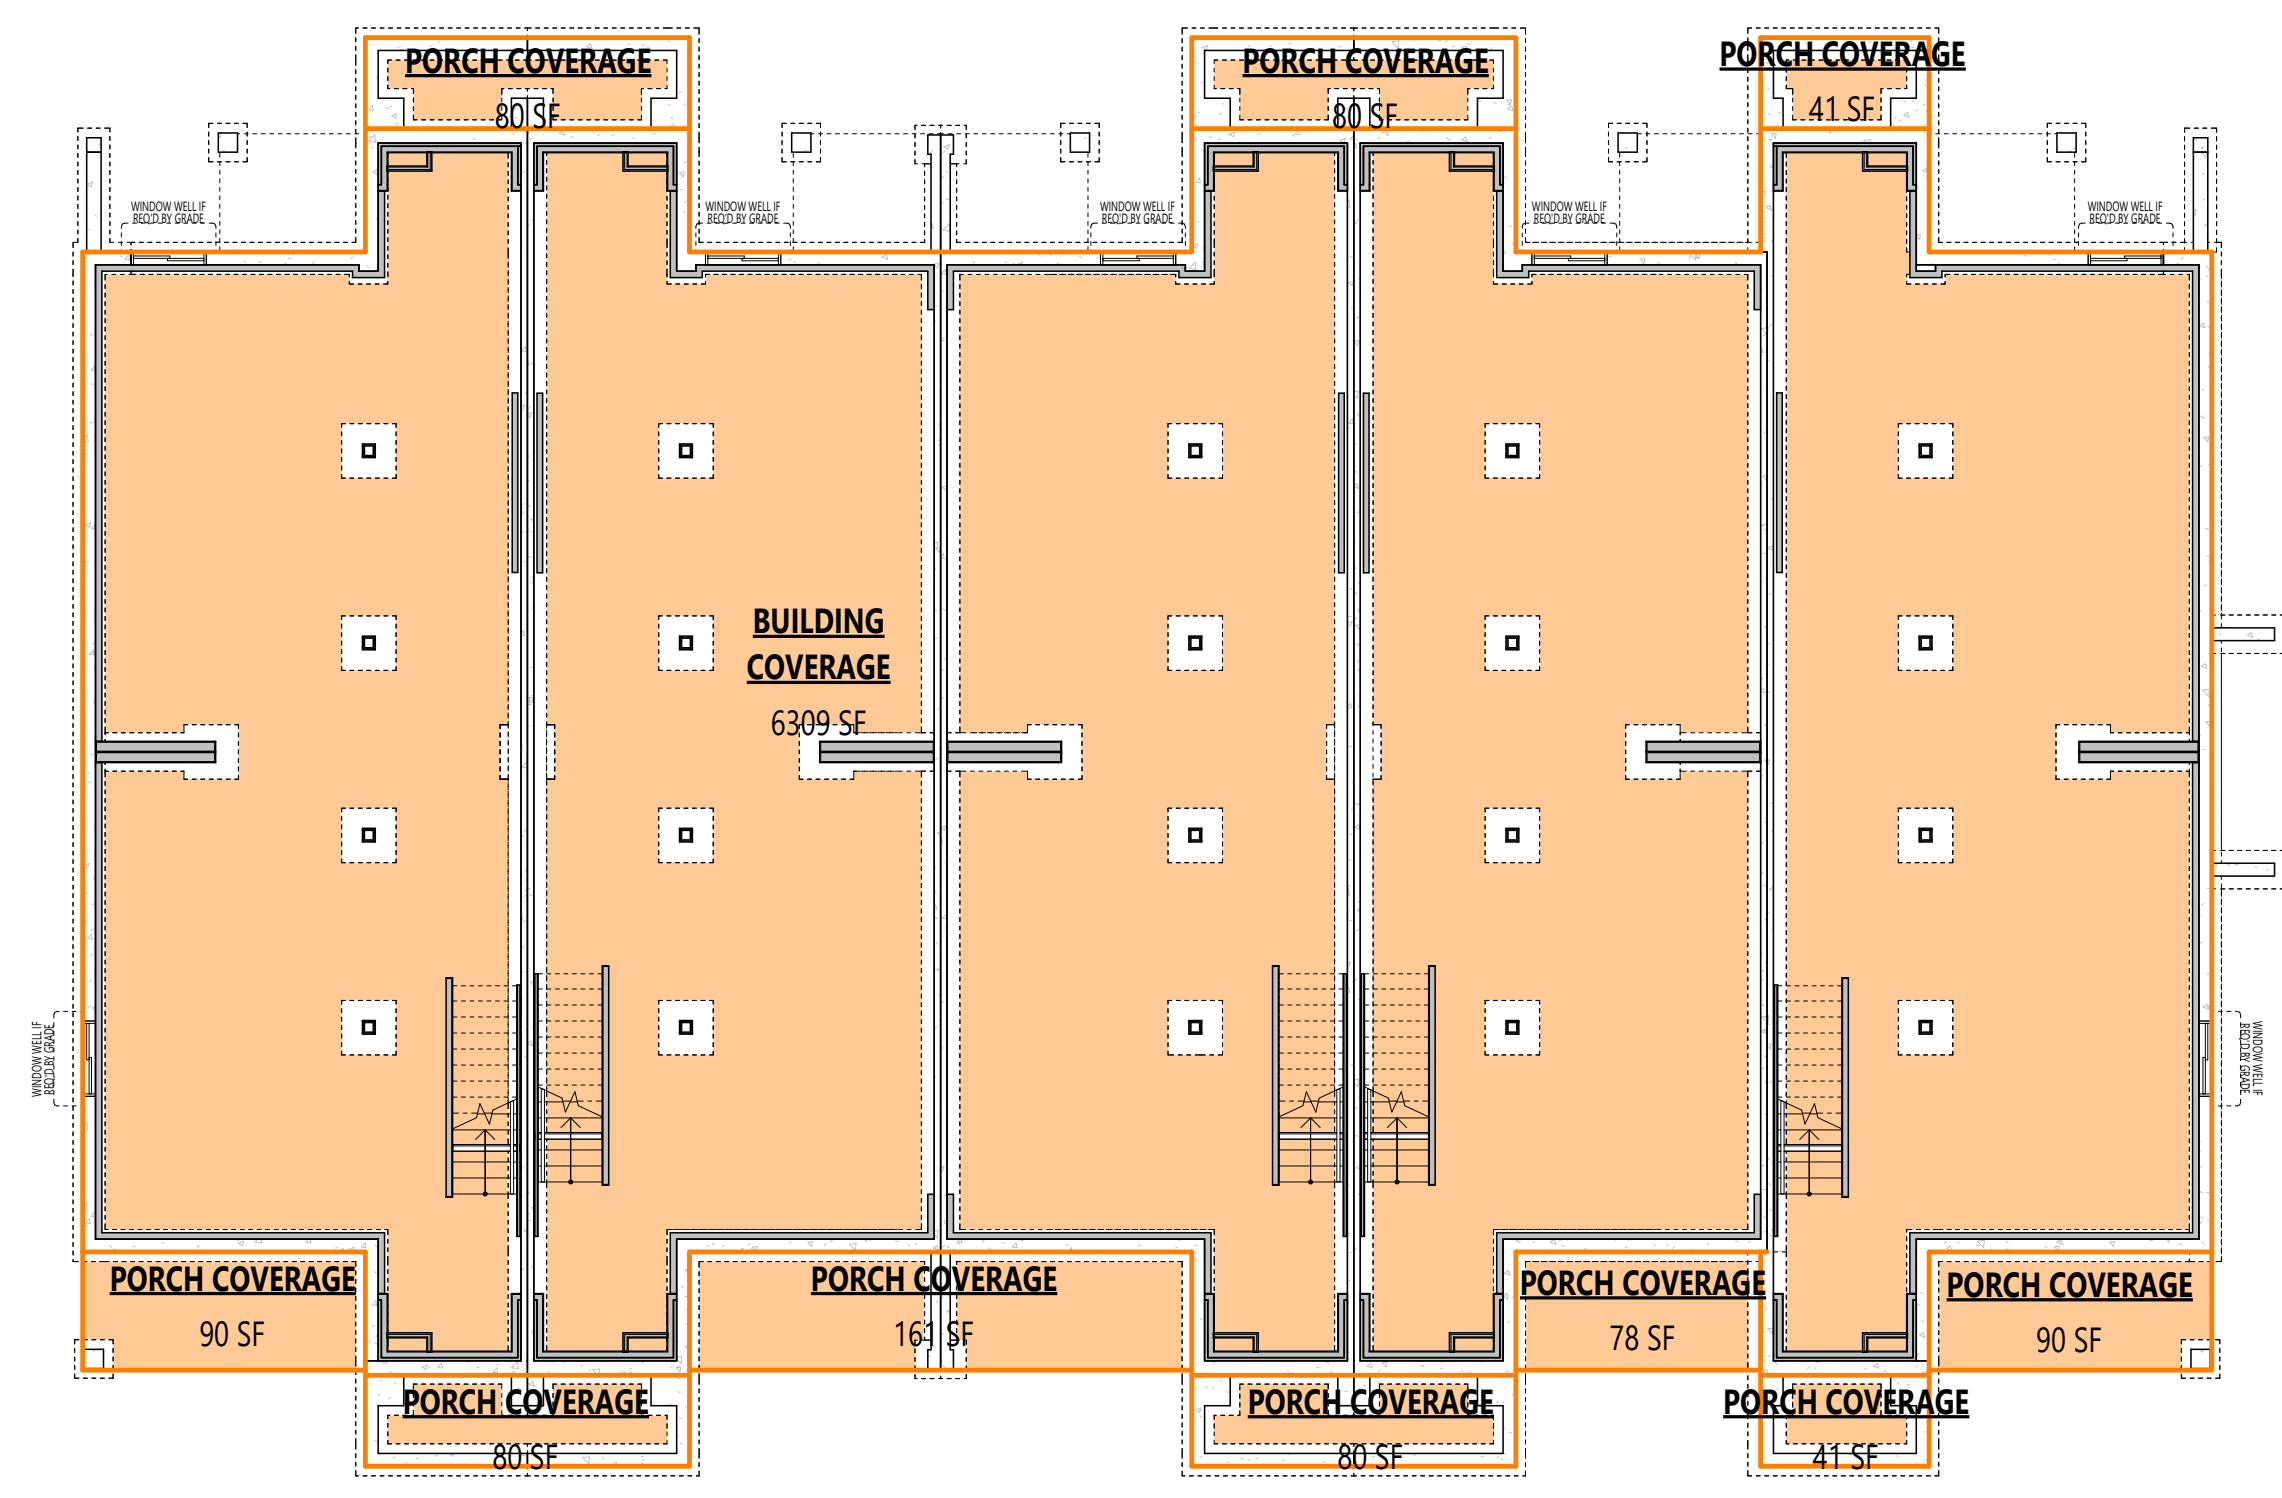 PORCH COVERAGE
80 SF
PORCH COVERAGE
80 SF
PORCH COVERAGE
41 SF
WINDOW WELL IF
REQ'D BY GRADE
WINDOW WELL IF
REQ'D BY GRADE
WINDOW WELL IF
REQ'D BY GRADE
WINDOW WELL IF
REQ'D BY GRADE
WINDOW WELL IF
REQ'D BY GRADE
BUILDING
COVERAGE
6309 SF
WINDOW WELL IF
REQ'D BY GRADE
WINDOW WELL IF
REQ'D BY GRADE
PORCH COVERAGE
90 SF
PORCH COVERAGE
161 SF
PORCH COVERAGE
78 SF
PORCH COVERAGE
90 SF
PORCH COVERAGE
80 SF
PORCH COVERAGE
80 SF
PORCH COVERAGE
41 SF